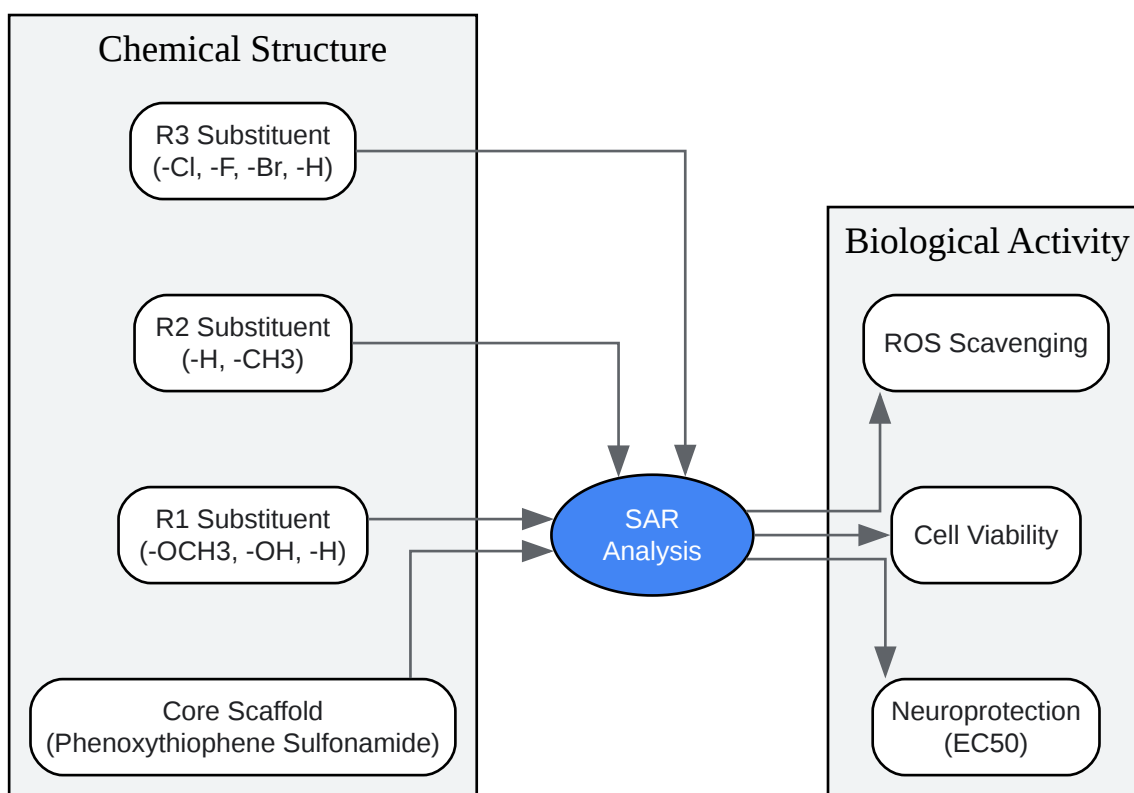 Chemical Structure
R3 Substituent
(-Cl, -F, -Br, -H)
R2 Substituent
(-H, -CH3)
R1 Substituent
(-OCH3, -OH, -H)
Core Scaffold
(Phenoxythiophene Sulfonamide)
SAR
Analysis
Biological Activity
ROS Scavenging
Cell Viability
Neuroprotection
(EC50)